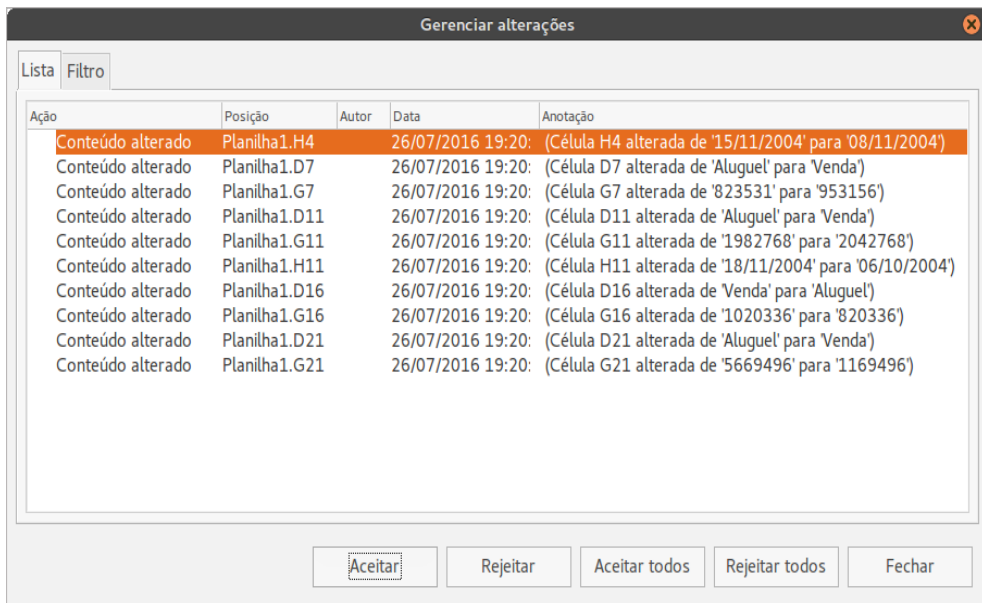 Gerenciar alterações
Lista Filtro
Ação Posição Autor Data Anotação
Conteúdo alterado Planilha1.H4 26/07/2016 19:20: (Célula H4 alterada de '15/11/2004' para '08/11/2004')
Conteúdo alterado Planilha1.D7 26/07/2016 19:20: (Célula D7 alterada de 'Aluguel' para 'Venda')
Conteúdo alterado Planilha1.G7 26/07/2016 19:20: (Célula G7 alterada de '823531' para '953156')
Conteúdo alterado Planilha1.D11 26/07/2016 19:20: (Célula D11 alterada de 'Aluguel' para 'Venda')
Conteúdo alterado Planilha1.G11 26/07/2016 19:20: (Célula G11 alterada de '1982768' para '2042768')
Conteúdo alterado Planilha1.H11 26/07/2016 19:20: (Célula H11 alterada de '18/11/2004' para '06/10/2004')
Conteúdo alterado Planilha1.D16 26/07/2016 19:20: (Célula D16 alterada de 'Venda' para 'Aluguel')
Conteúdo alterado Planilha1.G16 26/07/2016 19:20: (Célula G16 alterada de '1020336' para '820336')
Conteúdo alterado Planilha1.D21 26/07/2016 19:20: (Célula D21 alterada de 'Aluguel' para 'Venda')
Conteúdo alterado Planilha1.G21 26/07/2016 19:20: (Célula G21 alterada de '5669496' para '1169496')
Aceitar Rejeitar Aceitar todos Rejeitar todos Fechar